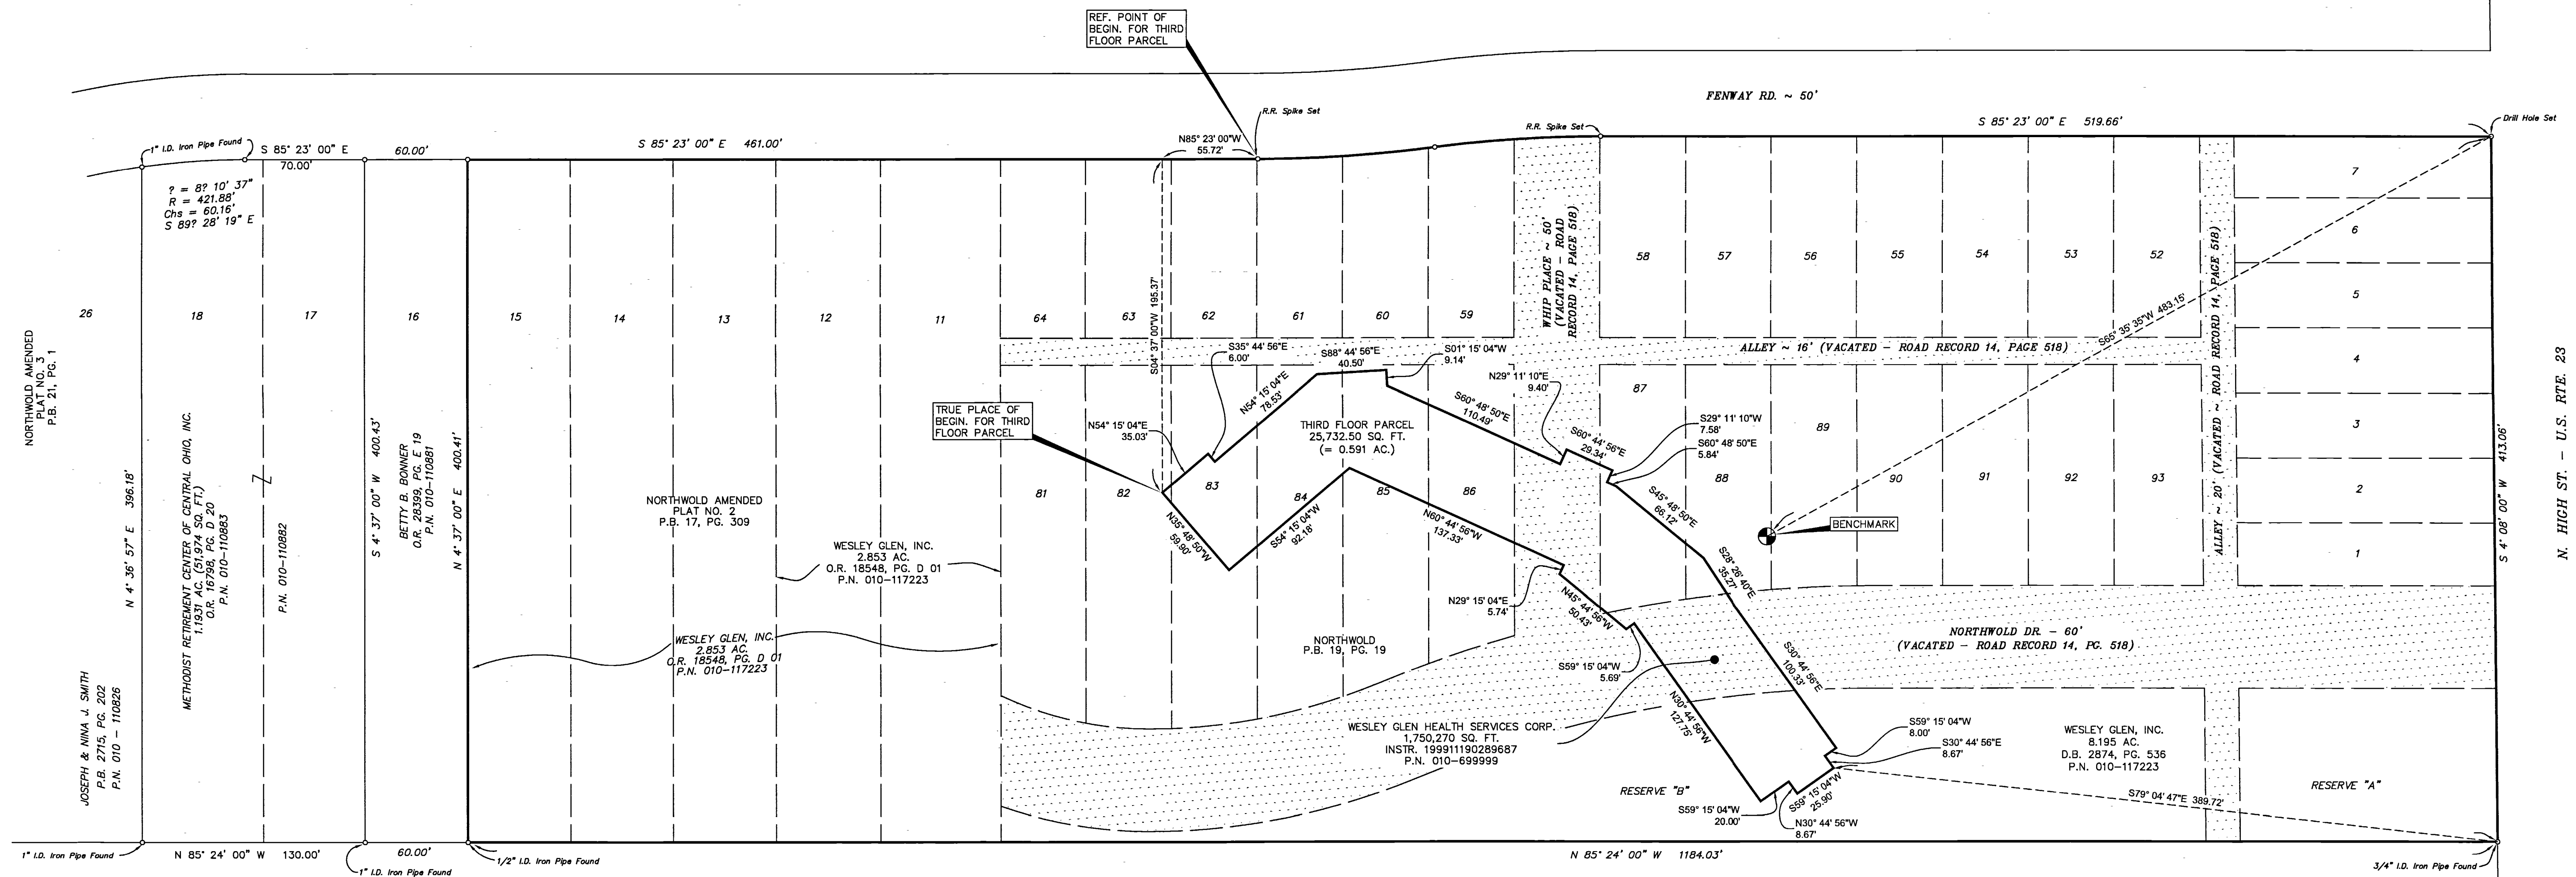 REF. POINT OF
BEGIN. FOR THIRD
FLOOR PARCEL
FENWAY RD. ~ 50'
R.R. Spike Set
R.R. Spike Set
Drill Hole Set
1" I.D. Iron Pipe Found
S 85° 23' 00" E
70.00'
60.00'
S 85° 23' 00" E 461.00'
N85° 23' 00"W
55.72'
S 85° 23' 00" E 519.66'
? = 8? 10' 37"
R = 421.88'
Chs = 60.16'
S 89? 28' 19" E
NORTHWOLD AMENDED
PLAT NO. 3
P.B. 21, PG. 1
26
18
17
16
15
14
13
12
11
64
63
62
61
60
59
58
57
56
55
54
53
52
7
6
5
4
3
2
1
WHIP PLACE ~ 50'
(VACATED - ROAD
RECORD 14, PAGE 518)
ALLEY ~ 16' (VACATED - ROAD RECORD 14, PAGE 518)
ALLEY ~ 20' (VACATED ~ ROAD RECORD 14, PAGE 518)
S65° 35' 35"W 483.15'
S 4° 08' 00" W 413.06'
N. HIGH ST. - U.S. RTE. 23
S04° 37' 00"W 195.37'
S35° 44' 56"E
6.00'
S88° 44' 56"E
40.50'
S01° 15' 04"W
9.14'
N29° 11' 10"E
9.40'
N54° 15' 04"E
78.53'
TRUE PLACE OF
BEGIN. FOR THIRD
FLOOR PARCEL
N54° 15' 04"E
35.03'
THIRD FLOOR PARCEL
25,732.50 SQ. FT.
(= 0.591 AC.)
S60° 48' 50"E
110.49'
S60° 44' 56"E
29.34'
S29° 11' 10"W
7.58'
S60° 48' 50"E
5.84'
87
89
81
82
83
84
85
86
88
90
91
92
93
S45° 48' 50"E
66.12'
BENCHMARK
N35° 48' 50"W
59.90'
S54° 15' 04"W
92.18'
N60° 44' 56"W
137.33'
S28° 26' 40"E
35.27'
N29° 15' 04"E
5.74'
N45° 44' 56"W
50.43'
NORTHWOLD DR. - 60'
(VACATED - ROAD RECORD 14, PG. 518)
N 4° 36' 57" E 396.18'
METHODIST RETIREMENT CENTER OF CENTRAL OHIO, INC.
1.1931 AC. (51,974 SQ. FT.)
O.R. 16798, PG. D 20
P.N. 010-110883
P.N. 010-110882
S 4° 37' 00" W 400.43'
BETTY B. BONNER
O.R. 28399, PG. E 19
P.N. 010-110881
N 4° 37' 00" E 400.41'
NORTHWOLD AMENDED
PLAT NO. 2
P.B. 17, PG. 309
WESLEY GLEN, INC.
2.853 AC.
O.R. 18548, PG. D 01
P.N. 010-117223
WESLEY GLEN, INC.
2.853 AC.
O.R. 18548, PG. D 01
P.N. 010-117223
NORTHWOLD
P.B. 19, PG. 19
S59° 15' 04"W
5.69'
S30° 44' 56"E
100.33'
N30° 44' 56"W
127.75'
JOSEPH & NINA J. SMITH
P.B. 2715, PG. 202
P.N. 010 - 110826
WESLEY GLEN HEALTH SERVICES CORP.
1,750,270 SQ. FT.
INSTR. 199911190289687
P.N. 010-699999
S59° 15' 04"W
8.00'
S30° 44' 56"E
8.67'
WESLEY GLEN, INC.
8.195 AC.
D.B. 2874, PG. 536
P.N. 010-117223
RESERVE "B"
RESERVE "A"
S59° 15' 04"W
20.00'
S59° 15' 04"W
25.90'
N30° 44' 56"W
8.67'
S79° 04' 47"E 389.72'
1" I.D. Iron Pipe Found
N 85° 24' 00" W 130.00'
1" I.D. Iron Pipe Found
60.00'
1/2" I.D. Iron Pipe Found
N 85° 24' 00" W 1184.03'
3/4" I.D. Iron Pipe Found